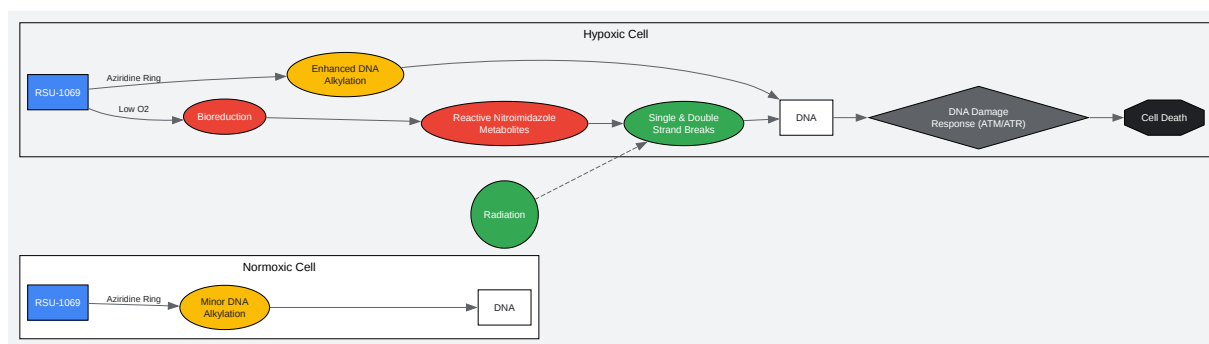 Hypoxic Cell
RSU-1069
Aziridine Ring
Low O2
Enhanced DNA
Alkylation
Bioreduction
Reactive Nitroimidazole
Metabolites
Single & Double
Strand Breaks
DNA
DNA Damage
Response (ATM/ATR)
Cell Death
Radiation
Normoxic Cell
RSU-1069
Aziridine Ring
Minor DNA
Alkylation
DNA